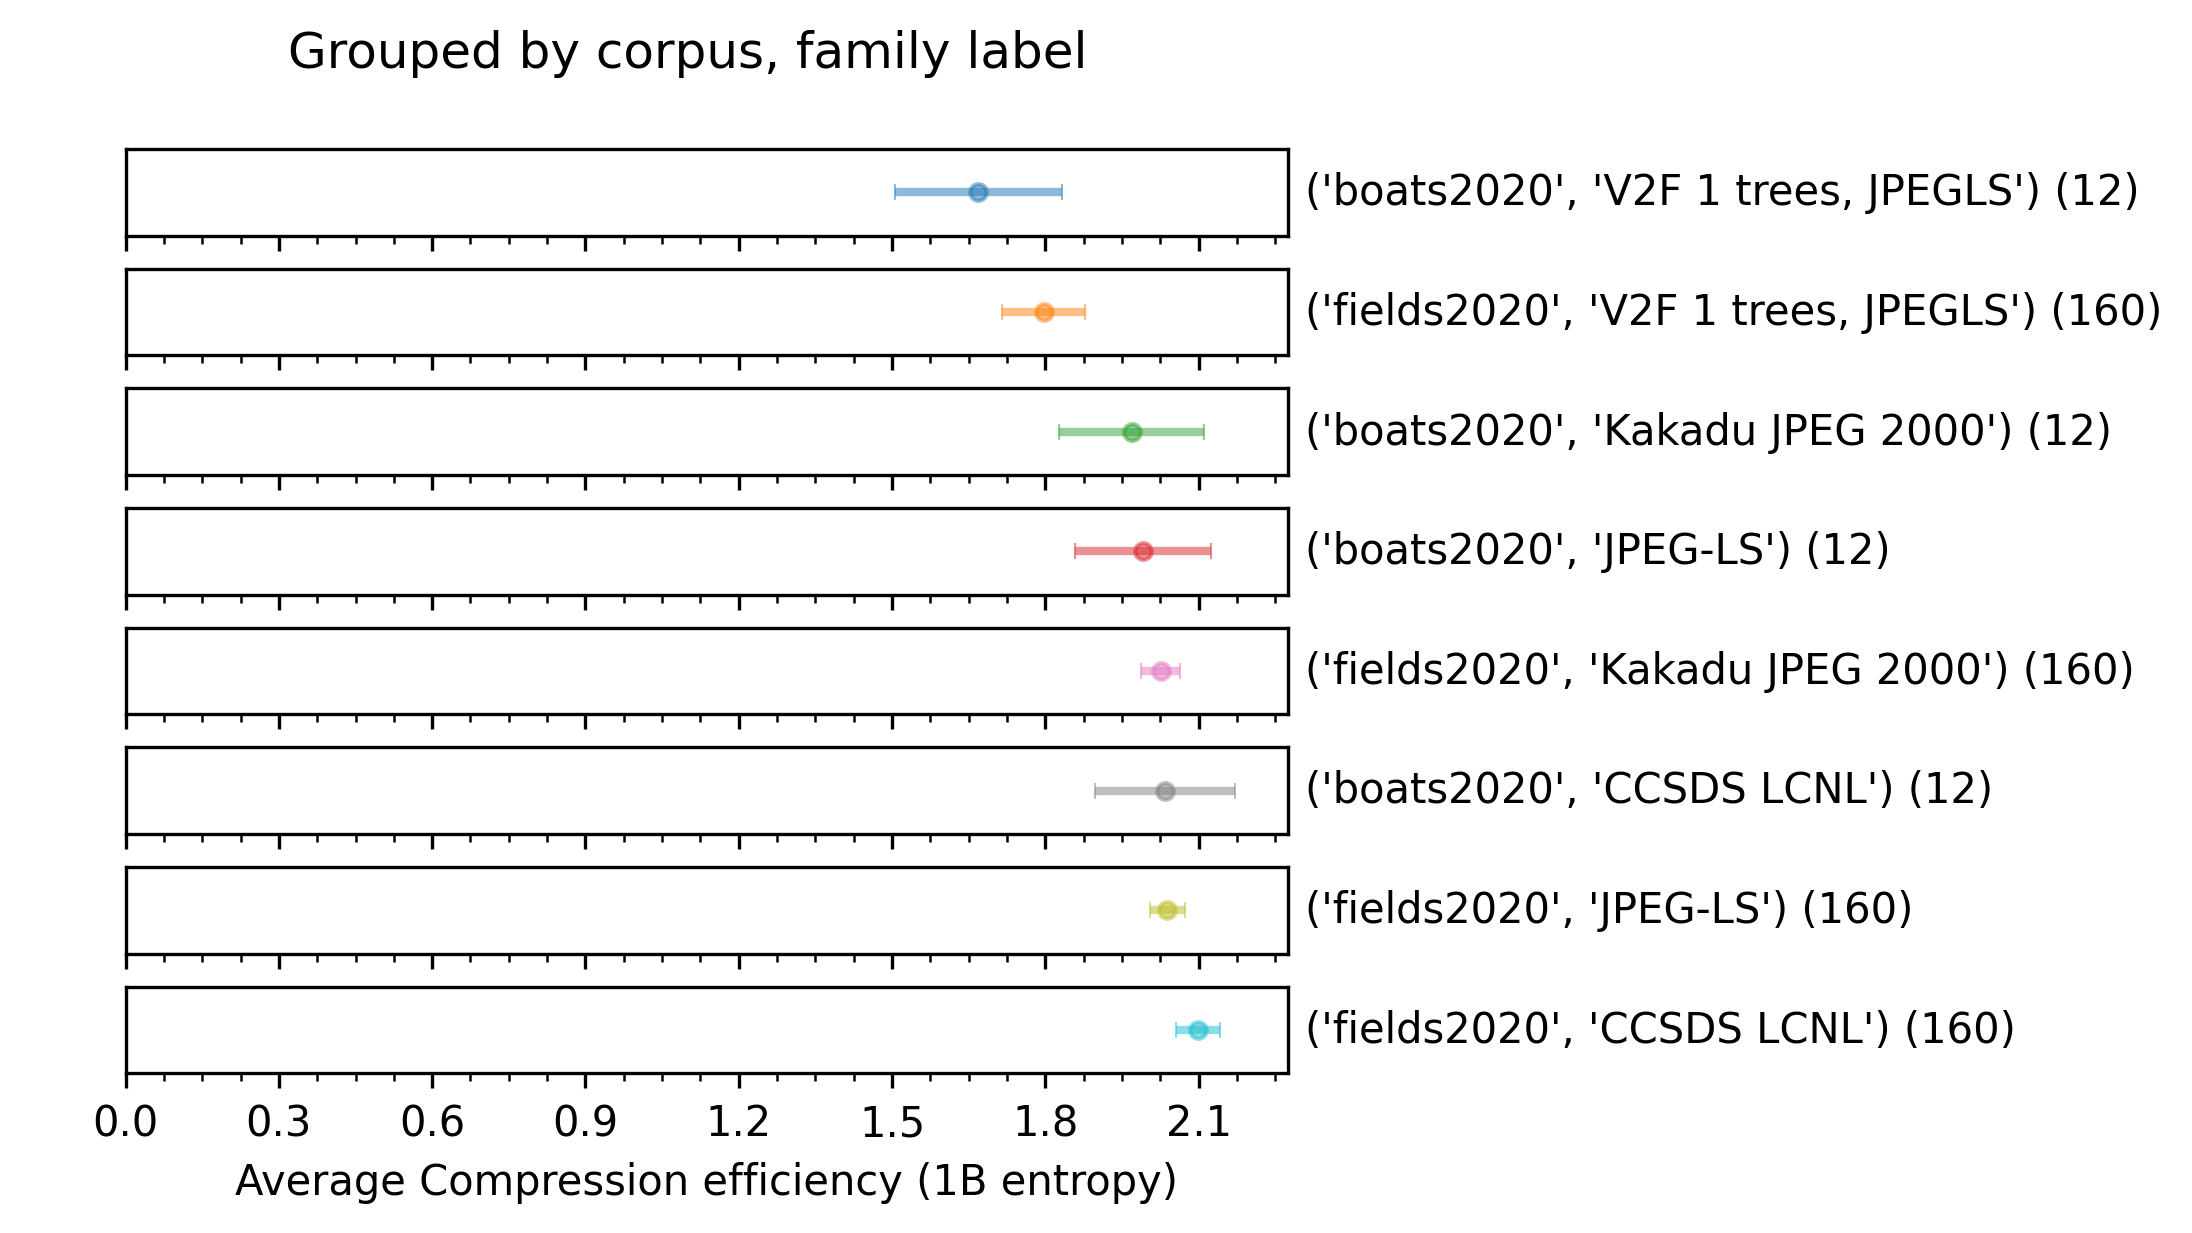 Grouped by corpus, family label
('boats2020', 'V2F 1 trees, JPEGLS') (12)
('fields2020', 'V2F 1 trees, JPEGLS') (160)
('boats2020', 'Kakadu JPEG 2000') (12)
('boats2020', 'JPEG-LS') (12)
('fields2020', 'Kakadu JPEG 2000') (160)
('boats2020', 'CCSDS LCNL') (12)
('fields2020', 'JPEG-LS') (160)
('fields2020', 'CCSDS LCNL') (160)
0.0 0.3 0.6 0.9 1.2 1.5 1.8 2.1
Average Compression efficiency (1B entropy)